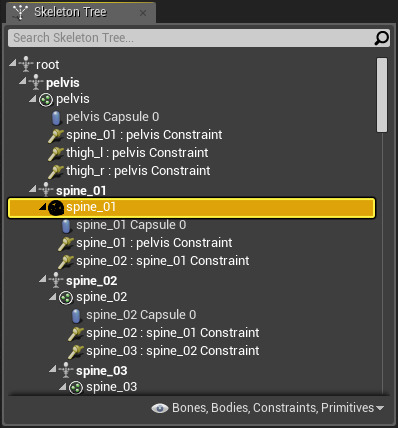 Skeleton Tree
Search Skeleton Tree...
root
pelvis
pelvis
pelvis Capsule 0
spine_01 : pelvis Constraint
thigh_l : pelvis Constraint
thigh_r : pelvis Constraint
spine_01
spine_01
spine_01 Capsule 0
spine_01 : pelvis Constraint
spine_02 : spine_01 Constraint
spine_02
spine_02
spine_02 Capsule 0
spine_02 : spine_01 Constraint
spine_03 : spine_02 Constraint
spine_03
spine_03
Bones, Bodies, Constraints, Primitives